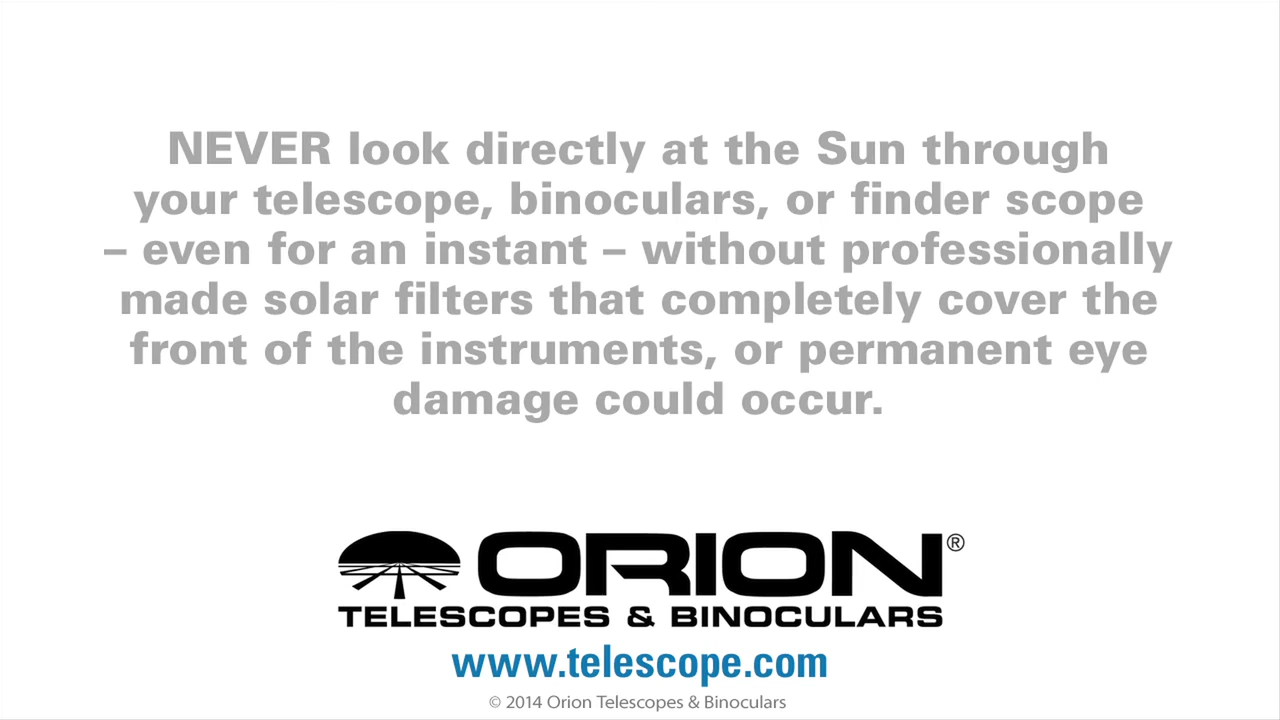 NEVER look directly at the Sun through
your telescope, binoculars, or finder scope
– even for an instant – without professionally
made solar filters that completely cover the
front of the instruments, or permanent eye
damage could occur.
ORION®
TELESCOPES & BINOCULARS
www.telescope.com
© 2014 Orion Telescopes & Binoculars